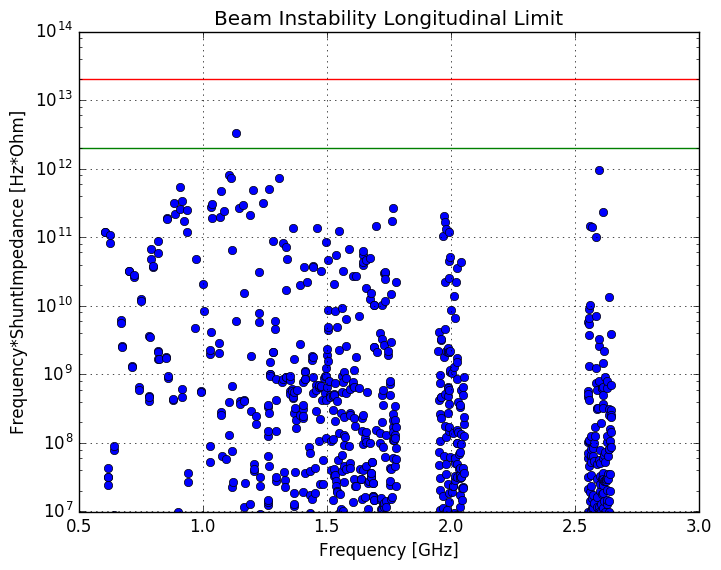 Beam Instability Longitudinal Limit
Frequency*ShuntImpedance [Hz*Ohm]
10^14
10^13
10^12
10^11
10^10
10^9
10^8
10^7
0.5 1.0 1.5 2.0 2.5 3.0
Frequency [GHz]